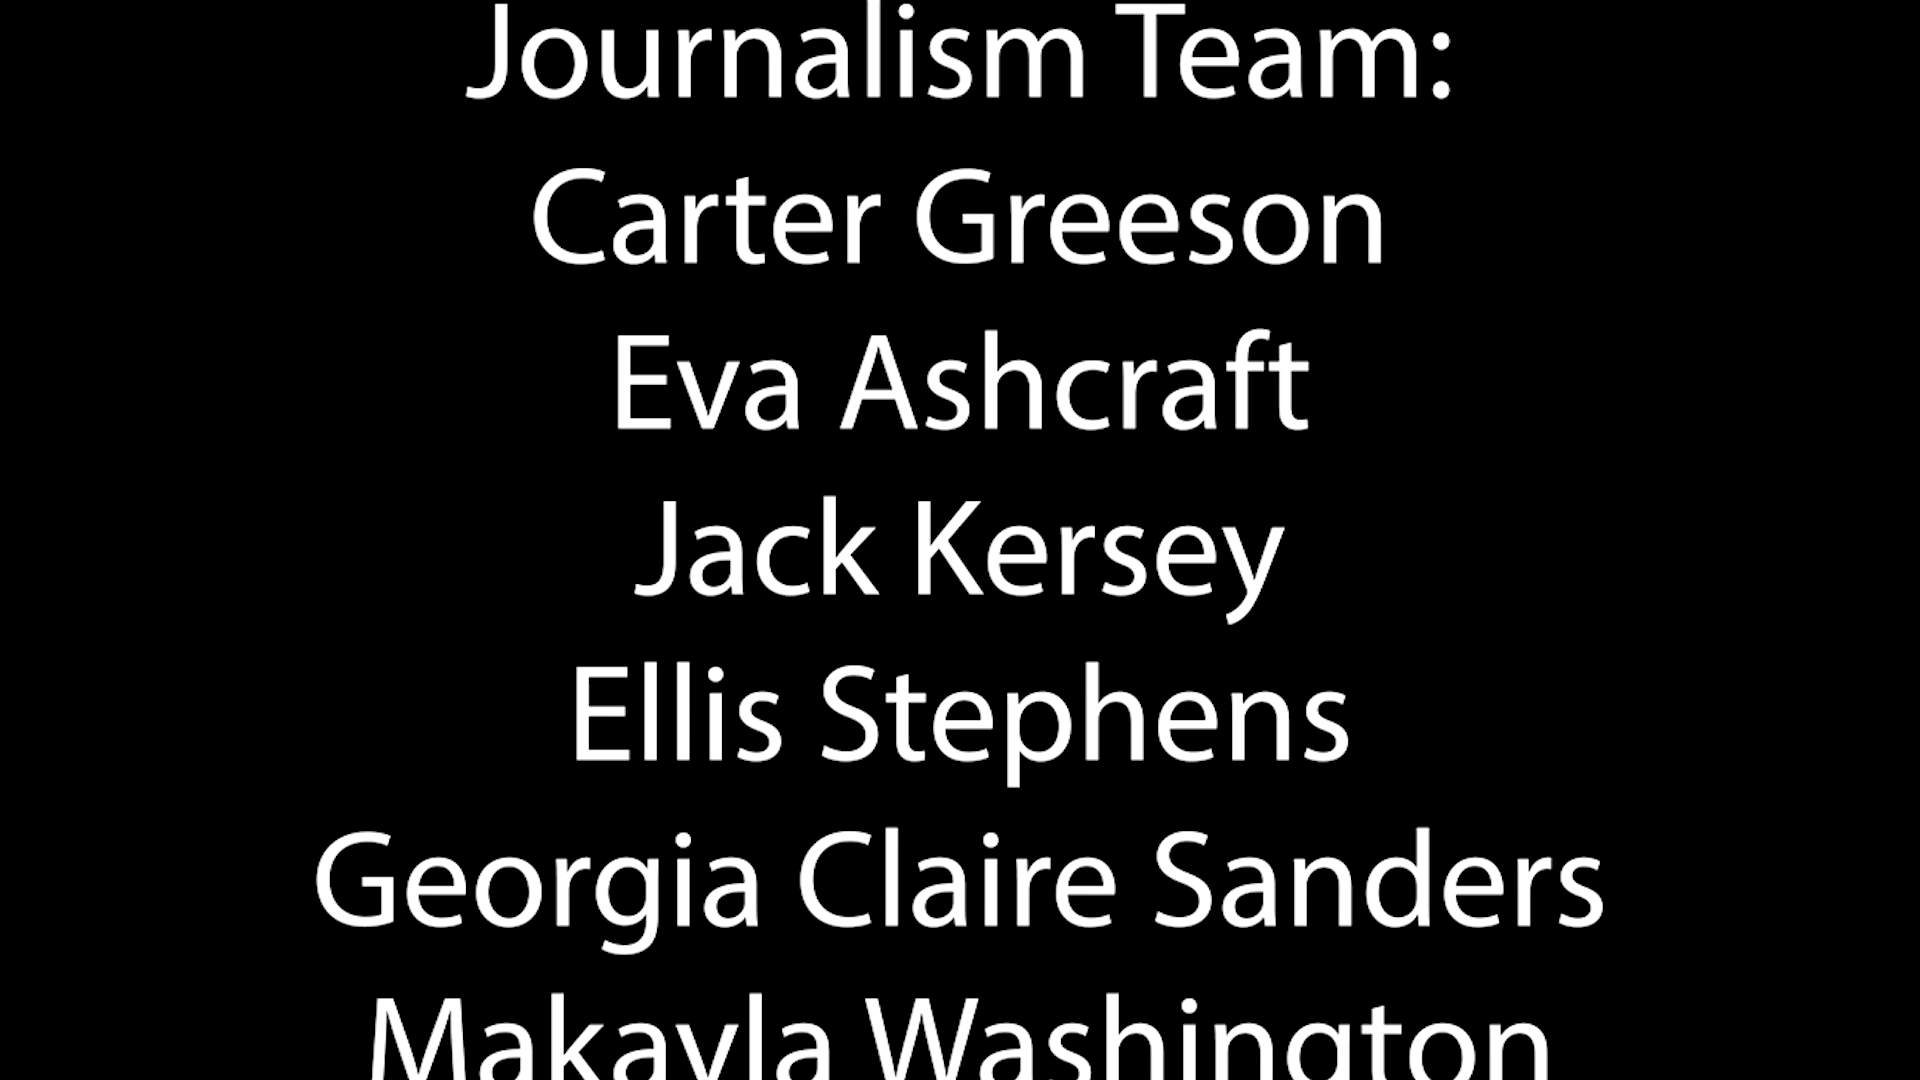 Journalism Team:
Carter Greeson
Eva Ashcraft
Jack Kersey
Ellis Stephens
Georgia Claire Sanders
Makayla Washington